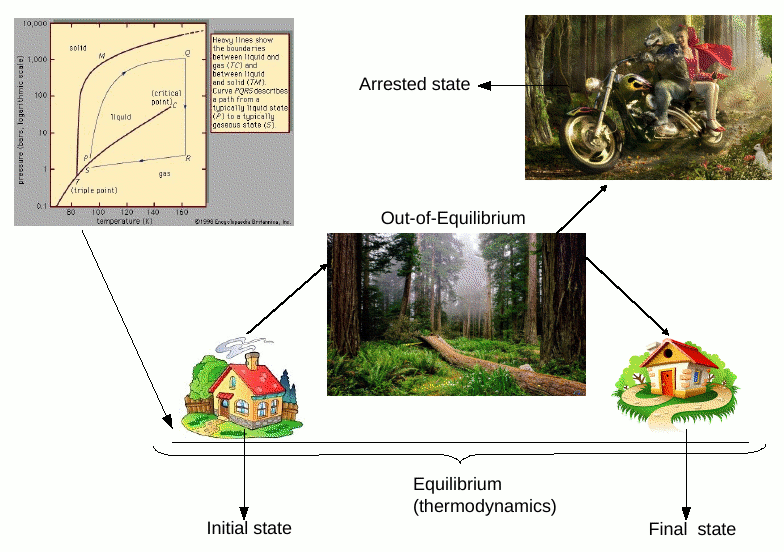 10,000
1,000
100
10
1
0.1
pressure (bars, logarithmic scale)
solid
M
Q
(critical
point)
C
liquid
P
S
R
T
gas
(triple point)
80
100
120
140
160
temperature (K)
©1996 Encyclopaedia Britannica, Inc.
Heavy lines show
the boundaries
between liquid and
gas (TC) and
between liquid
and solid (TM).
Curve PQRS describes
a path from a
typically liquid state
(P) to a typically
gaseous state (S).
Arrested state
Out-of-Equilibrium
Equilibrium
(thermodynamics)
Initial state
Final state